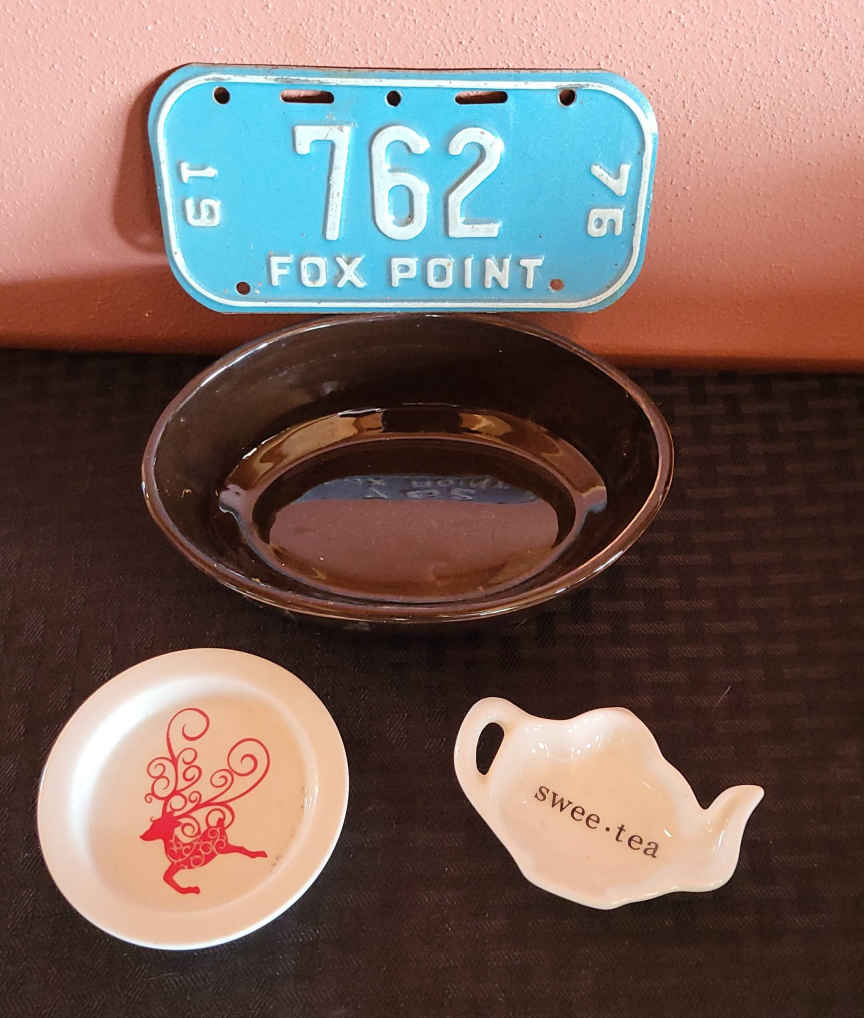 19
762
76
FOX POINT
swee·tea